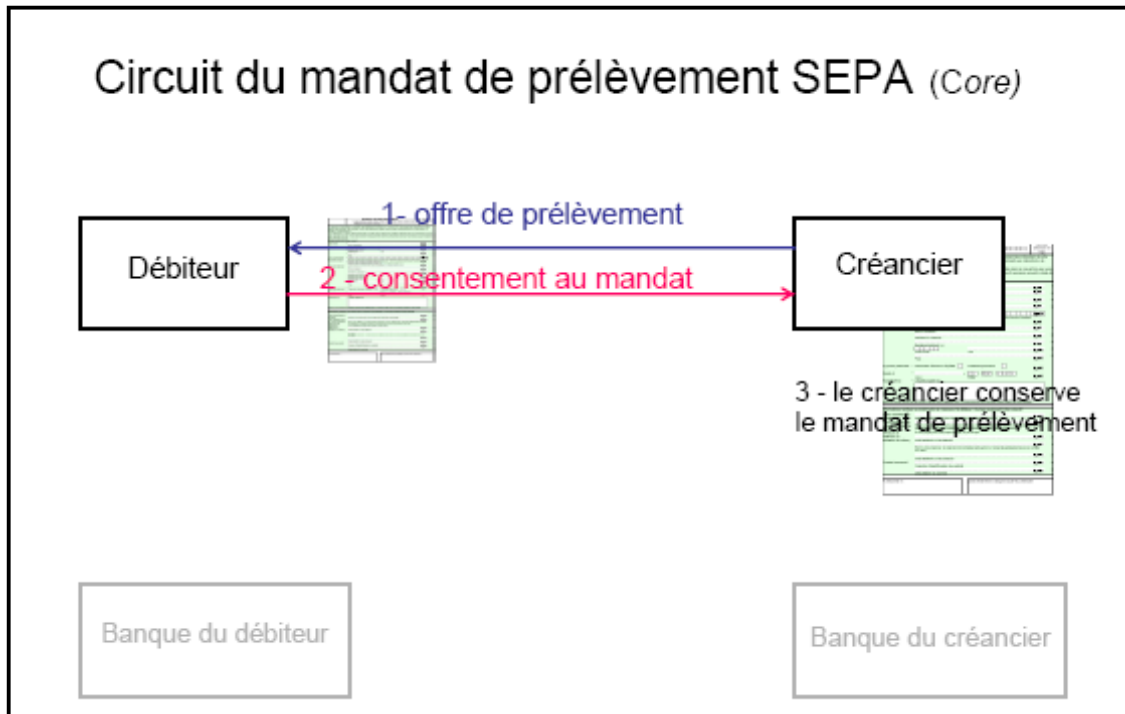 Circuit du mandat de prélèvement SEPA (Core)
1- offre de prélèvement
Débiteur
Créancier
2 - consentement au mandat
3 - le créancier conserve
le mandat de prélèvement
Banque du débiteur
Banque du créancier